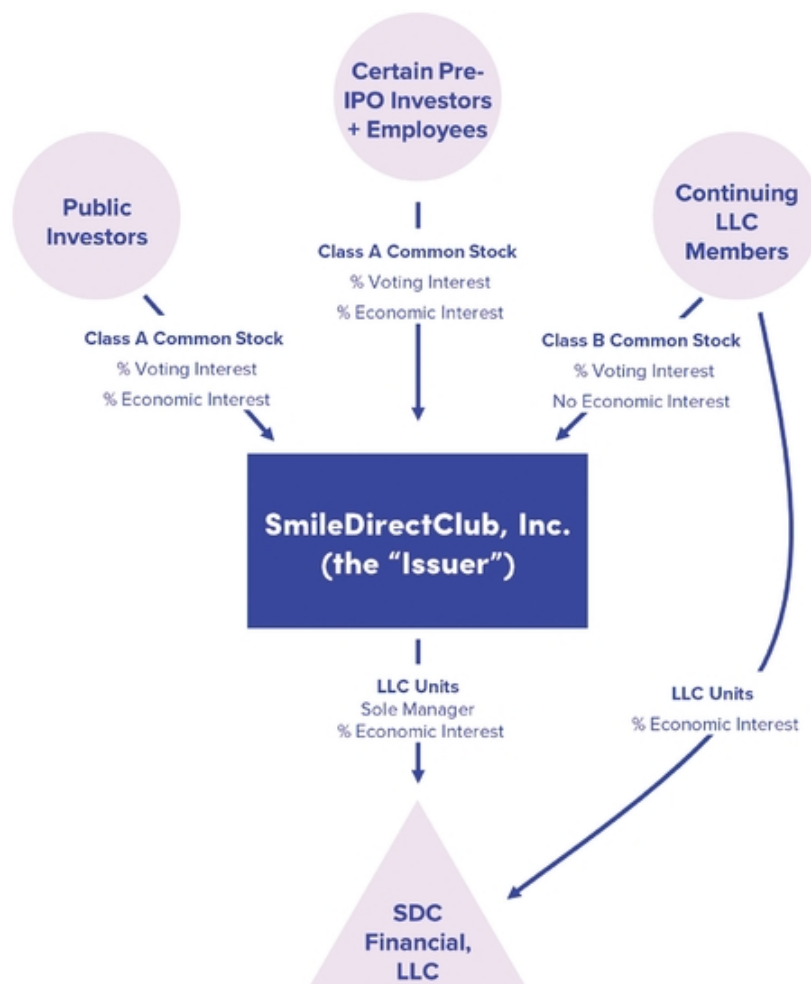 Certain Pre-
IPO Investors
+ Employees
Public
Investors
Continuing
LLC
Members
Class A Common Stock
% Voting Interest
% Economic Interest
Class A Common Stock
% Voting Interest
% Economic Interest
Class B Common Stock
% Voting Interest
No Economic Interest
SmileDirectClub, Inc.
(the “Issuer”)
LLC Units
Sole Manager
% Economic Interest
LLC Units
% Economic Interest
SDC
Financial,
LLC